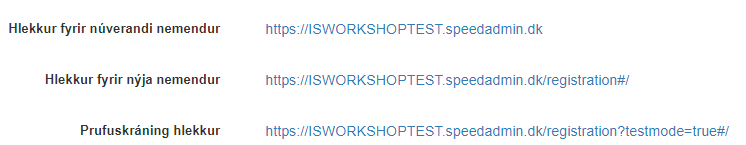 Hlekkur fyrir núverandi nemendur https://ISWORKSHOPTEST.speedadmin.dk
Hlekkur fyrir nýja nemendur https://ISWORKSHOPTEST.speedadmin.dk/registration#/
Prufuskráning hlekkur https://ISWORKSHOPTEST.speedadmin.dk/registration?testmode=true#/